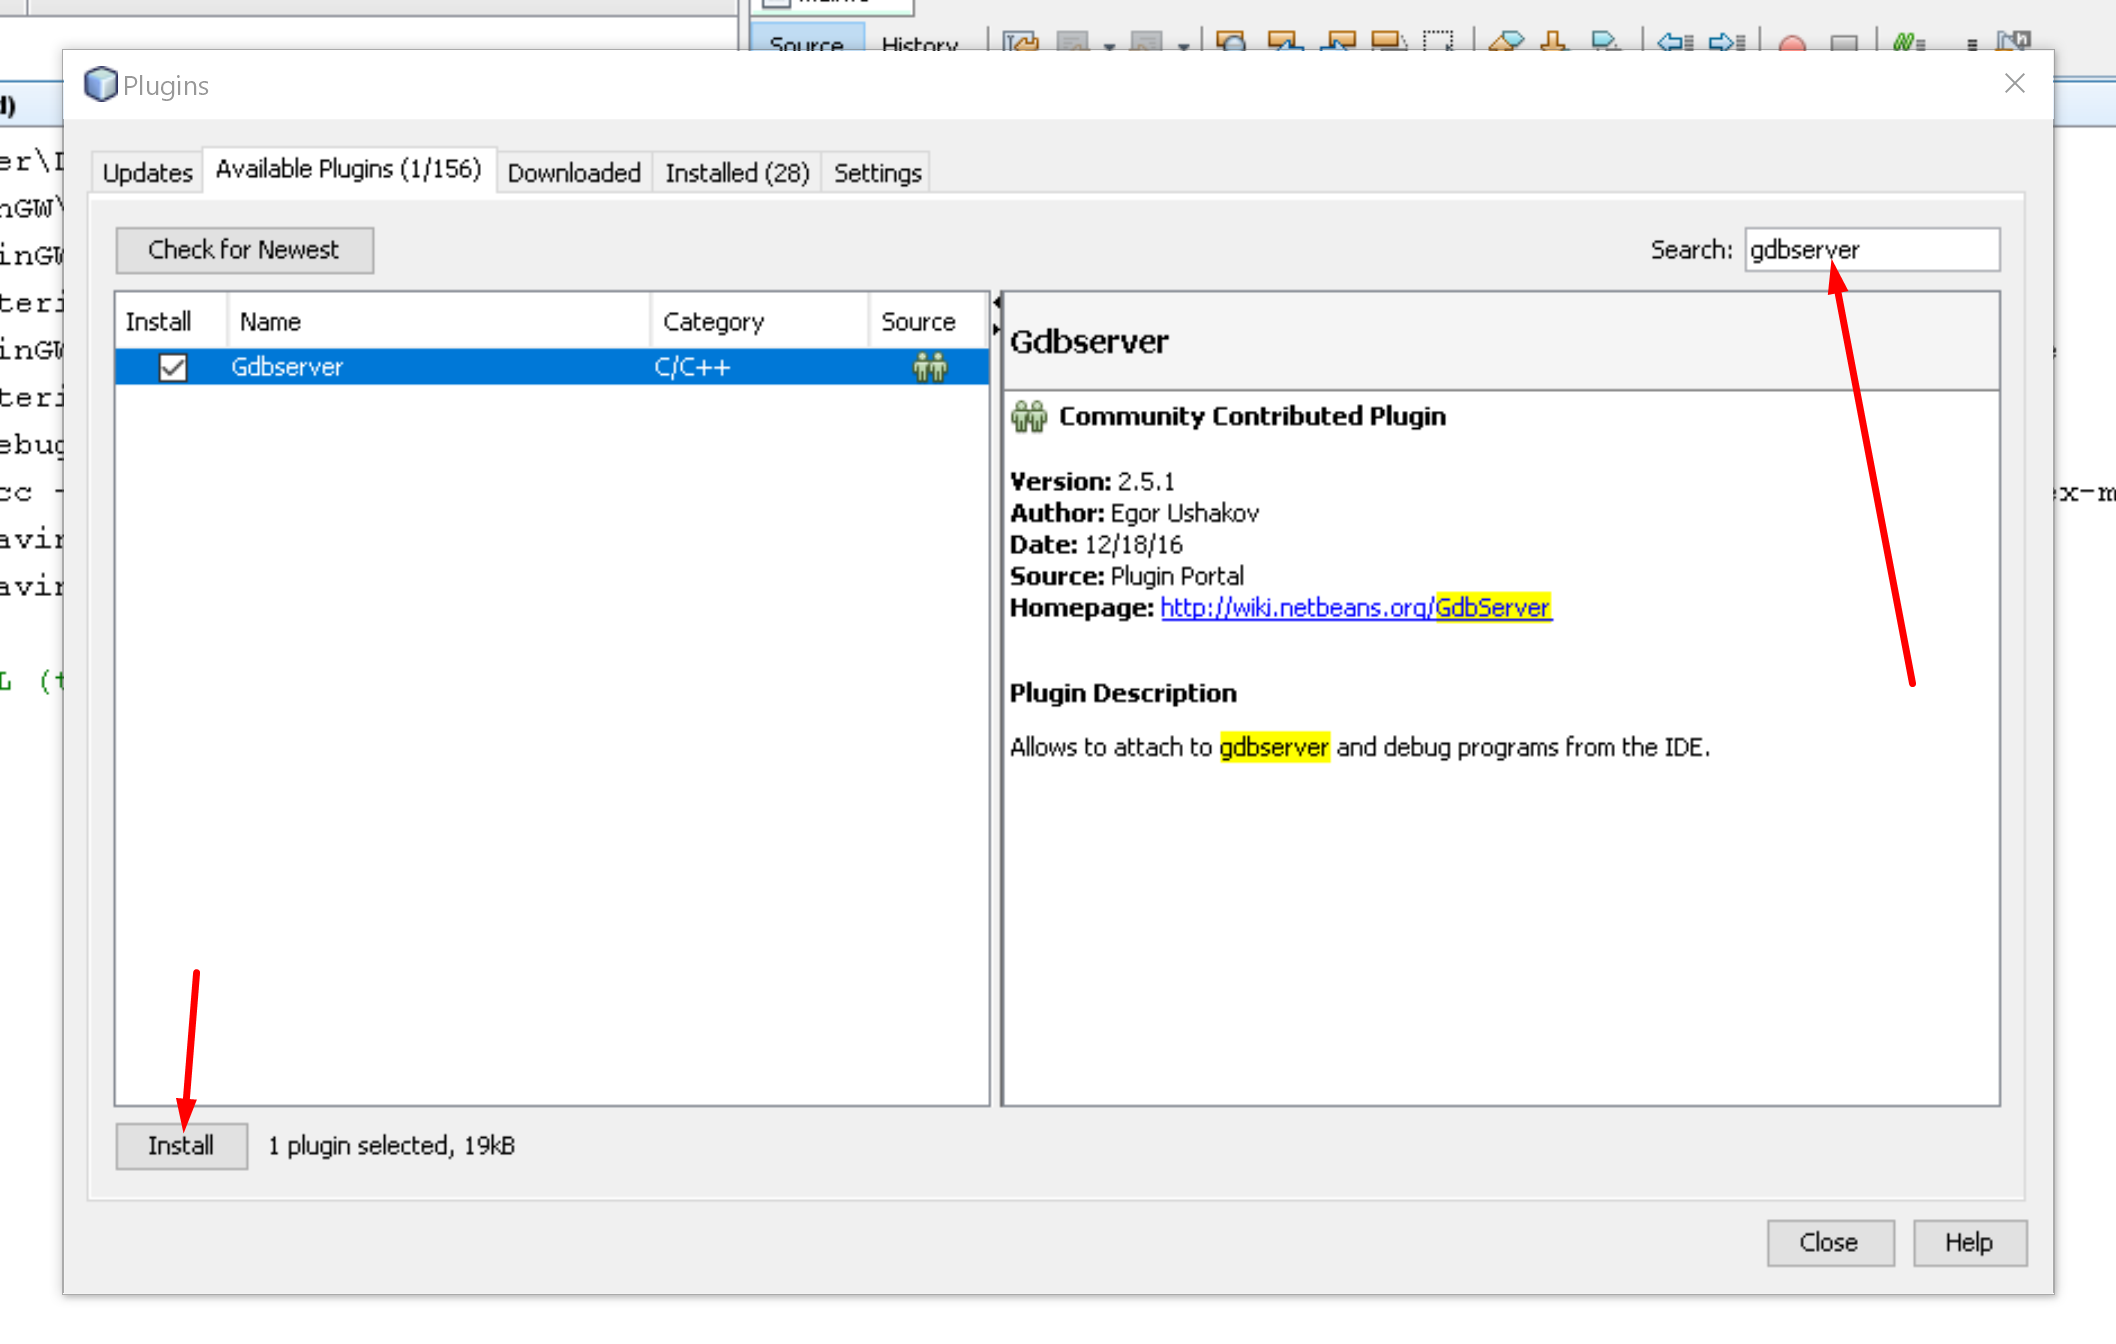 Source History
Plugins
Updates Available Plugins (1/156) Downloaded Installed (28) Settings
Check for Newest Search: gdbserver
Install Name Category Source
Gdbserver C/C++
Gdbserver
Community Contributed Plugin
Version: 2.5.1
Author: Egor Ushakov
Date: 12/18/16
Source: Plugin Portal
Homepage: http://wiki.netbeans.org/GdbServer
Plugin Description
Allows to attach to gdbserver and debug programs from the IDE.
Install 1 plugin selected, 19kB
Close Help